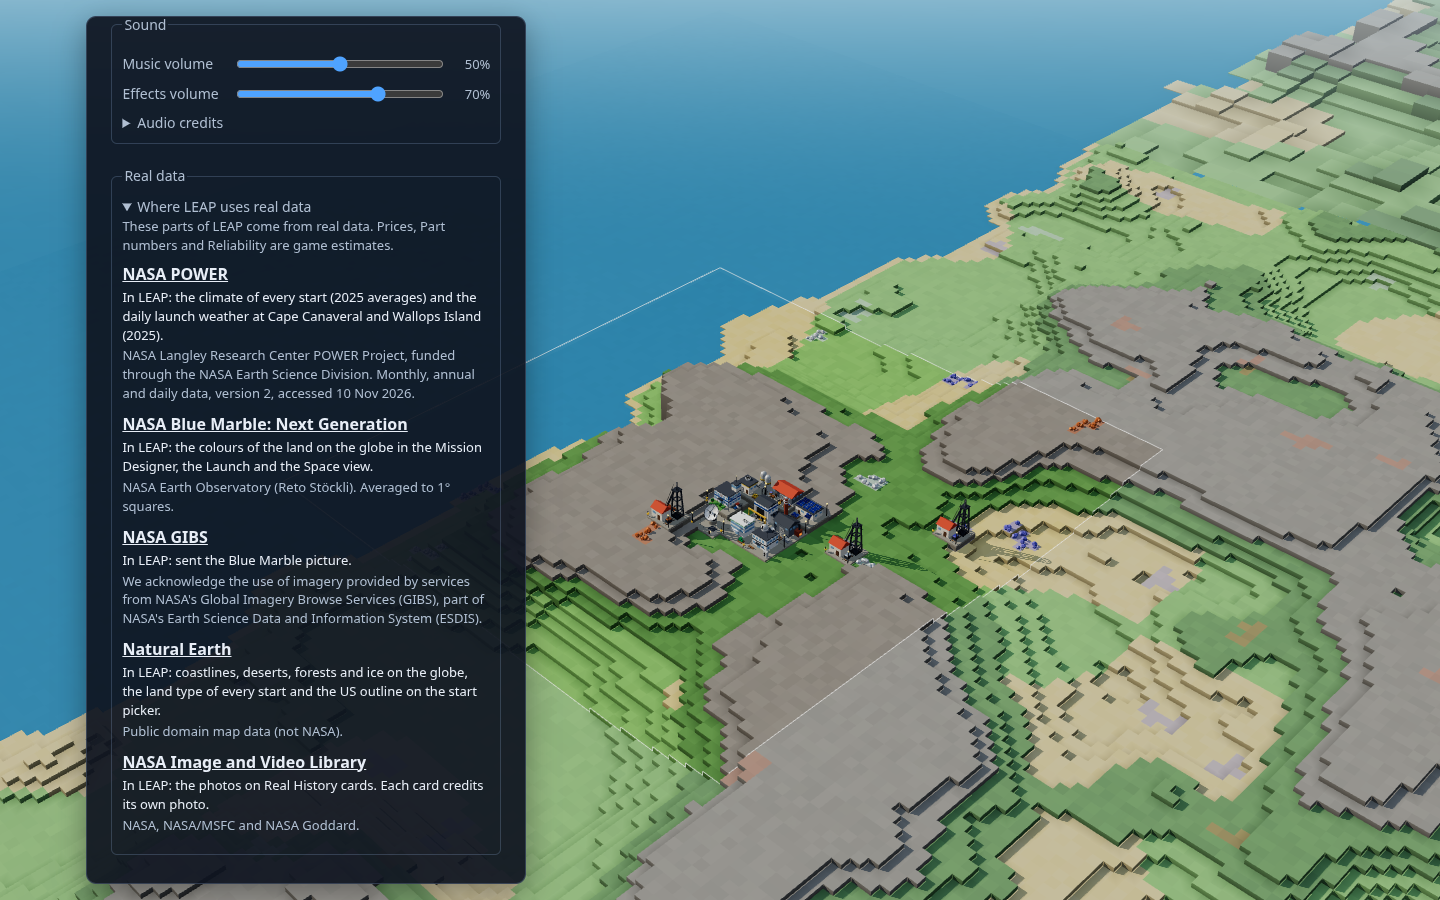 Sound
Music volume 50%
Effects volume 70%
▶ Audio credits
Real data
▼ Where LEAP uses real data
These parts of LEAP come from real data. Prices, Part
numbers and Reliability are game estimates.
NASA POWER
In LEAP: the climate of every start (2025 averages) and the
daily launch weather at Cape Canaveral and Wallops Island
(2025).
NASA Langley Research Center POWER Project, funded
through the NASA Earth Science Division. Monthly, annual
and daily data, version 2, accessed 10 Nov 2026.
NASA Blue Marble: Next Generation
In LEAP: the colours of the land on the globe in the Mission
Designer, the Launch and the Space view.
NASA Earth Observatory (Reto Stöckli). Averaged to 1°
squares.
NASA GIBS
In LEAP: sent the Blue Marble picture.
We acknowledge the use of imagery provided by services
from NASA's Global Imagery Browse Services (GIBS), part of
NASA's Earth Science Data and Information System (ESDIS).
Natural Earth
In LEAP: coastlines, deserts, forests and ice on the globe,
the land type of every start and the US outline on the start
picker.
Public domain map data (not NASA).
NASA Image and Video Library
In LEAP: the photos on Real History cards. Each card credits
its own photo.
NASA, NASA/MSFC and NASA Goddard.